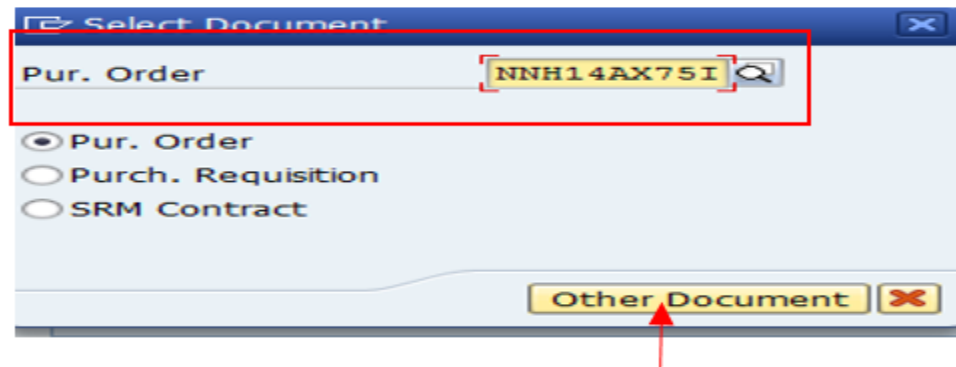 Select Document
Pur. Order NNH14AX75I
Pur. Order
Purch. Requisition
SRM Contract
Other Document